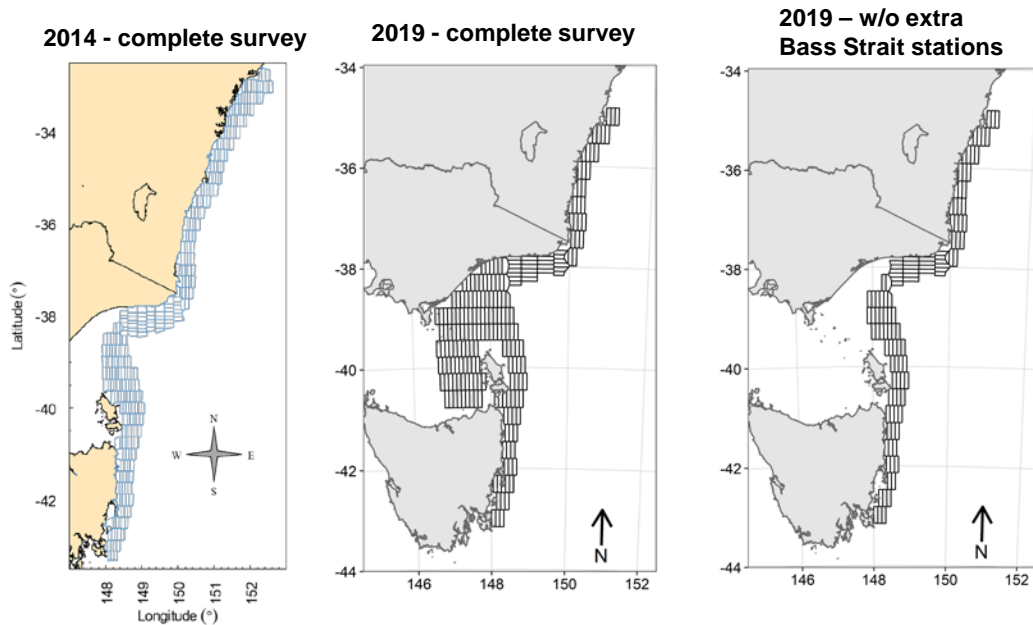 2014 - complete survey
2019 - complete survey
2019 – w/o extra
Bass Strait stations
Latitude (°)
-34
-36
-38
-40
-42
N
W
E
S
148
149
150
151
152
Longitude (°)
-34
-36
-38
-40
-42
-44
N
146
148
150
152
-34
-36
-38
-40
-42
-44
N
146
148
150
152